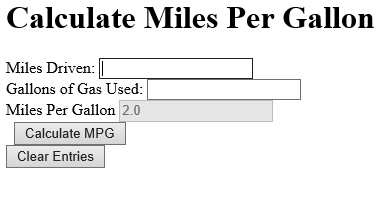 Calculate Miles Per Gallon
Miles Driven:
Gallons of Gas Used:
Miles Per Gallon 2.0
Calculate MPG
Clear Entries